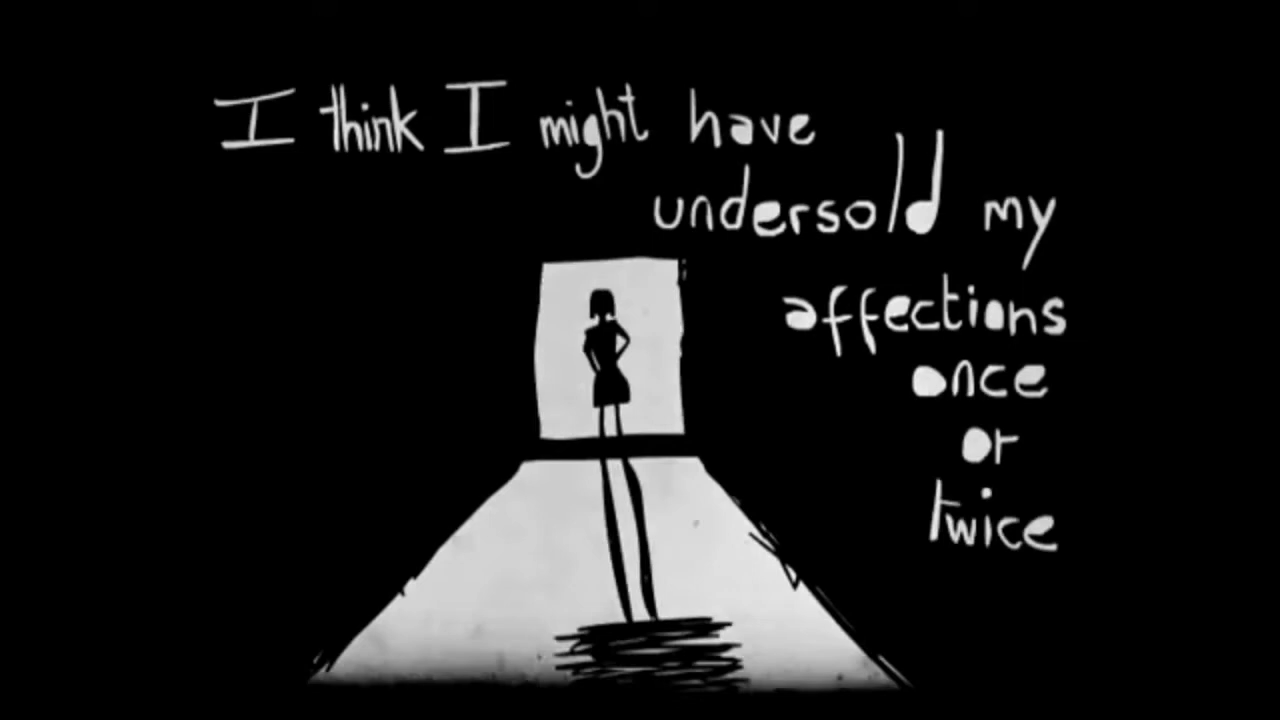 I think I might have
undersold my
affections
once
or
twice